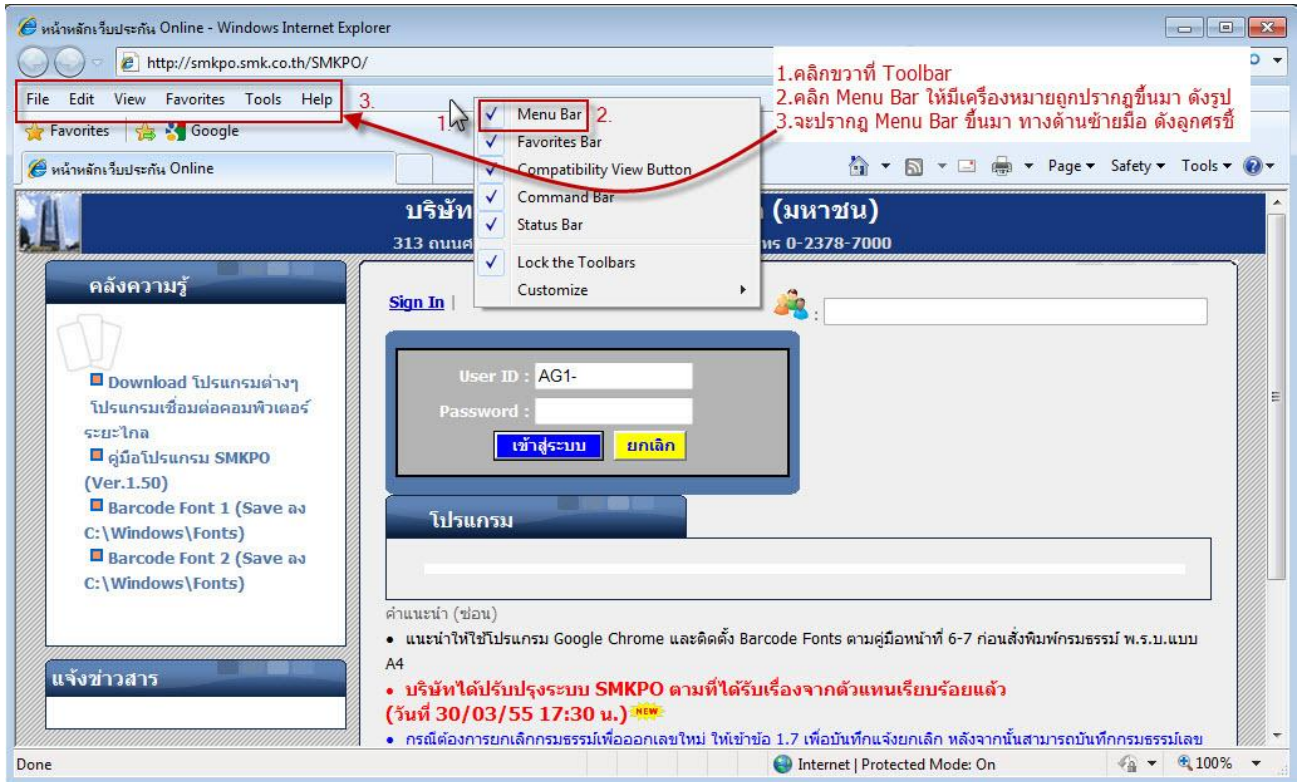 หน้าหลักเว็บประกัน Online - Windows Internet Explorer
http://smkpo.smk.co.th/SMKPO/
1.คลิกขวาที่ Toolbar
2.คลิก Menu Bar ให้มีเครื่องหมายถูกปรากฏขึ้นมา ดังรูป
3.จะปรากฏ Menu Bar ขึ้นมา ทางด้านซ้ายมือ ดังลูกศรชี้
File Edit View Favorites Tools Help 3.
1. Menu Bar 2.
Favorites Google
Favorites Bar
Compatibility View Button
Command Bar
Status Bar
Lock the Toolbars
Customize
หน้าหลักเว็บประกัน Online
Page Safety Tools
บริษัท (มหาชน)
313 0-2378-7000
คลังความรู้
Download โปรแกรมต่างๆ
โปรแกรมเชื่อมต่อคอมพิวเตอร์
ระยะไกล
คู่มือโปรแกรม SMKPO
(Ver.1.50)
Barcode Font 1 (Save ลง
C:\Windows\Fonts)
Barcode Font 2 (Save ลง
C:\Windows\Fonts)
แจ้งข่าวสาร
Sign In | :
User ID : AG1-
Password :
เข้าสู่ระบบ ยกเลิก
โปรแกรม
คำแนะนำ (ซ่อน)
• แนะนำให้ใช้โปรแกรม Google Chrome และติดตั้ง Barcode Fonts ตามคู่มือหน้าที่ 6-7 ก่อนสั่งพิมพ์กรมธรรม์ พ.ร.บ.แบบ
A4
• บริษัทได้ปรับปรุงระบบ SMKPO ตามที่ได้รับเรื่องจากตัวแทนเรียบร้อยแล้ว
(วันที่ 30/03/55 17:30 น.) NEW
• กรณีต้องการยกเลิกกรมธรรม์เพื่อออกเลขใหม่ ให้เข้าข้อ 1.7 เพื่อบันทึกแจ้งยกเลิก หลังจากนั้นสามารถบันทึกกรมธรรม์เลข
Done
Internet | Protected Mode: On
100%